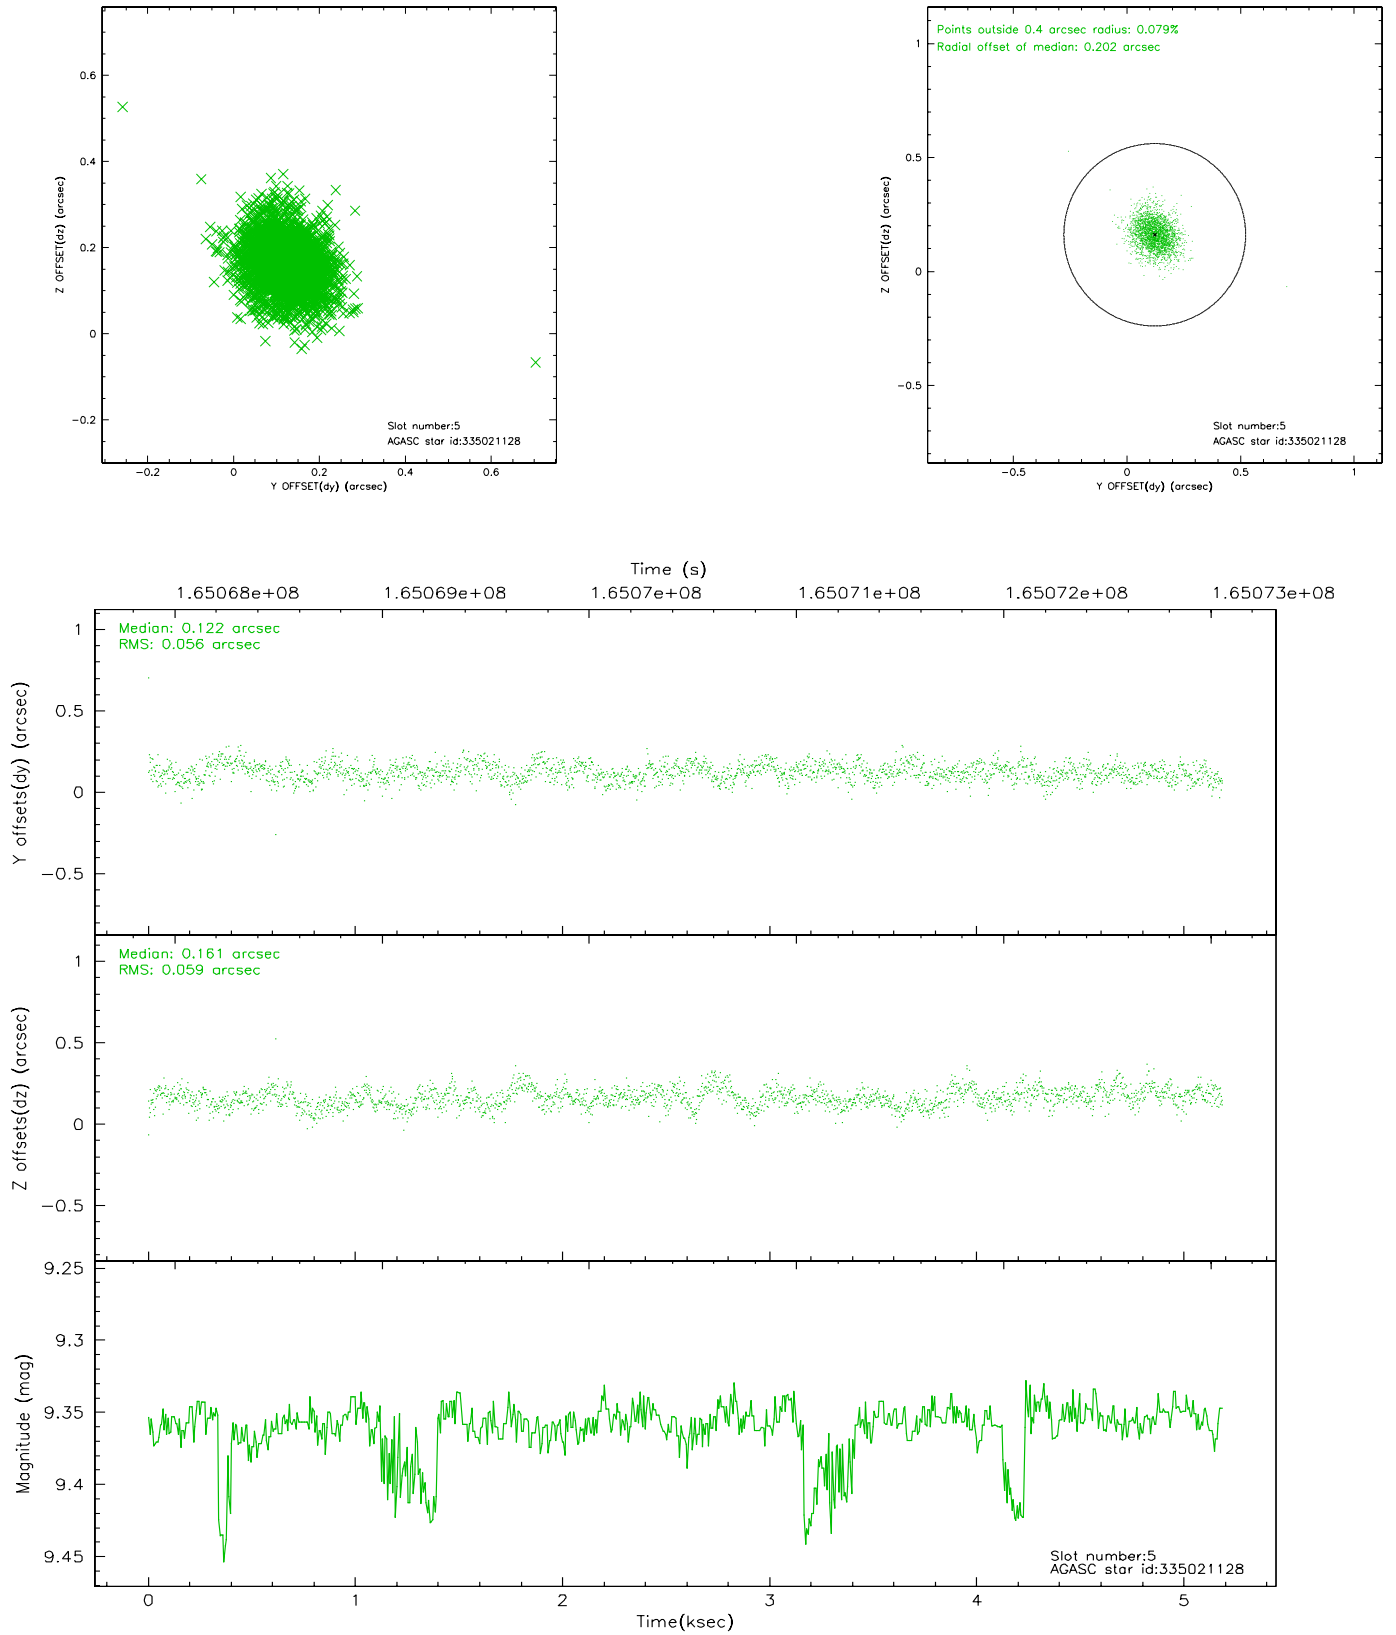 0.6
0.4
0.2
0
−0.2
Z OFFSET(dz) (arcsec)
Slot number:5
AGASC star id:335021128
−0.2 0 0.2 0.4 0.6
Y OFFSET(dy) (arcsec)
Points outside 0.4 arcsec radius: 0.079%
Radial offset of median: 0.202 arcsec
1
0.5
0
−0.5
Z OFFSET(dz) (arcsec)
Slot number:5
AGASC star id:335021128
−0.5 0 0.5 1
Y OFFSET(dy) (arcsec)
Time (s)
1.65068e+08 1.65069e+08 1.6507e+08 1.65071e+08 1.65072e+08 1.65073e+08
Median: 0.122 arcsec
RMS: 0.056 arcsec
1
0.5
0
−0.5
Y offsets(dy) (arcsec)
Median: 0.161 arcsec
RMS: 0.059 arcsec
1
0.5
0
−0.5
Z offsets(dz) (arcsec)
9.25
9.3
9.35
9.4
9.45
Magnitude (mag)
Slot number:5
AGASC star id:335021128
0 1 2 3 4 5
Time(ksec)